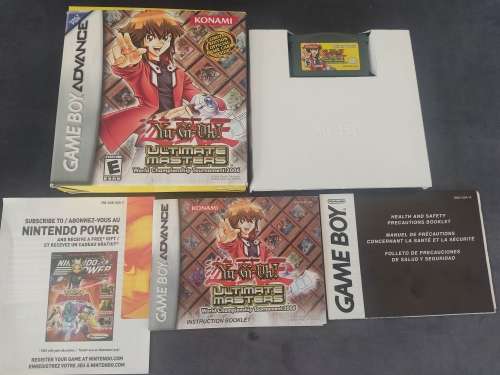 KONAMI
GAME BOY ADVANCE
Yu-Gi-Oh!
ULTIMATE
MASTERS
World Championship Tournament 2006
E
SUBSCRIBE TO / ABONNEZ-VOUS AU
NINTENDO POWER
AND RECEIVE A FREE* GIFT /
ET RECEVEZ UN CADEAU GRATUIT*
NINTENDO
POWER
REGISTER YOUR GAME AT NINTENDO.COM
ENREGISTREZ VOTRE JEU À NINTENDO.COM
GAME BOY ADVANCE
KONAMI
Yu-Gi-Oh!
ULTIMATE
MASTERS
World Championship Tournament 2006
INSTRUCTION BOOKLET
GAME BOY
HEALTH AND SAFETY
PRECAUTIONS BOOKLET
MANUEL DE PRÉCAUTIONS
CONCERNANT LA SANTÉ ET LA SÉCURITÉ
FOLLETO DE PRECAUCIONES
DE SALUD Y SEGURIDAD